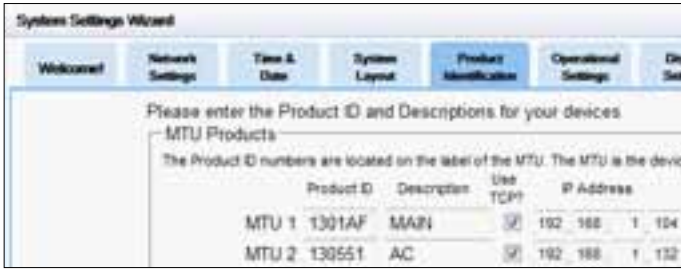 System Settings Wizard
Welcome! Network Settings Time & Date System Layout Product Identification Operational Settings
Please enter the Product ID and Descriptions for your devices
MTU Products
The Product ID numbers are located on the label of the MTU. The MTU is the devic
Product ID Description Use TCP? IP Address
MTU 1 1301AF MAIN 192 168 1 104
MTU 2 130551 AC 192 168 1 132